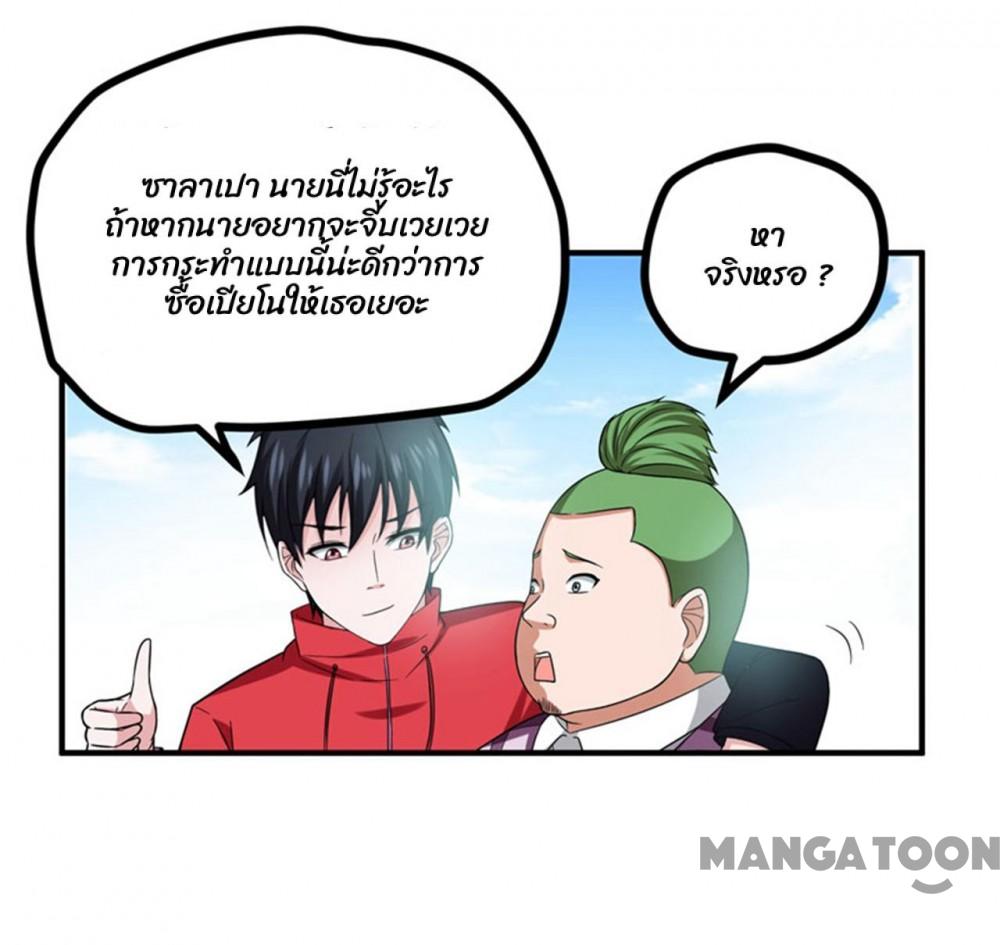 ซาลาเปา นายนี่ไม่รู้อะไร
ถ้าหากนายอยากจะจีบเวยเวย
การกระทำแบบนี้น่ะดีกว่าการ
ซื้อเปียโนให้เธอเยอะ
หา
จริงหรอ ?
MANGATOON